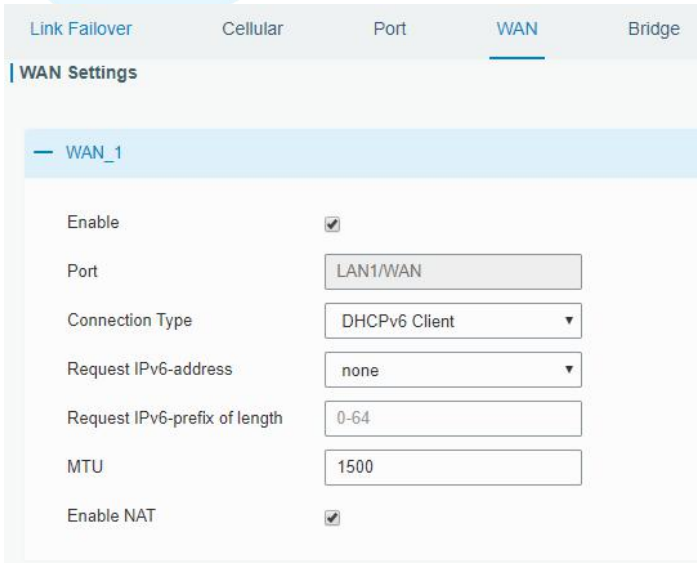 Link Failover Cellular Port WAN Bridge
WAN Settings
WAN_1
Enable
Port LAN1/WAN
Connection Type DHCPv6 Client
Request IPv6-address none
Request IPv6-prefix of length 0-64
MTU 1500
Enable NAT